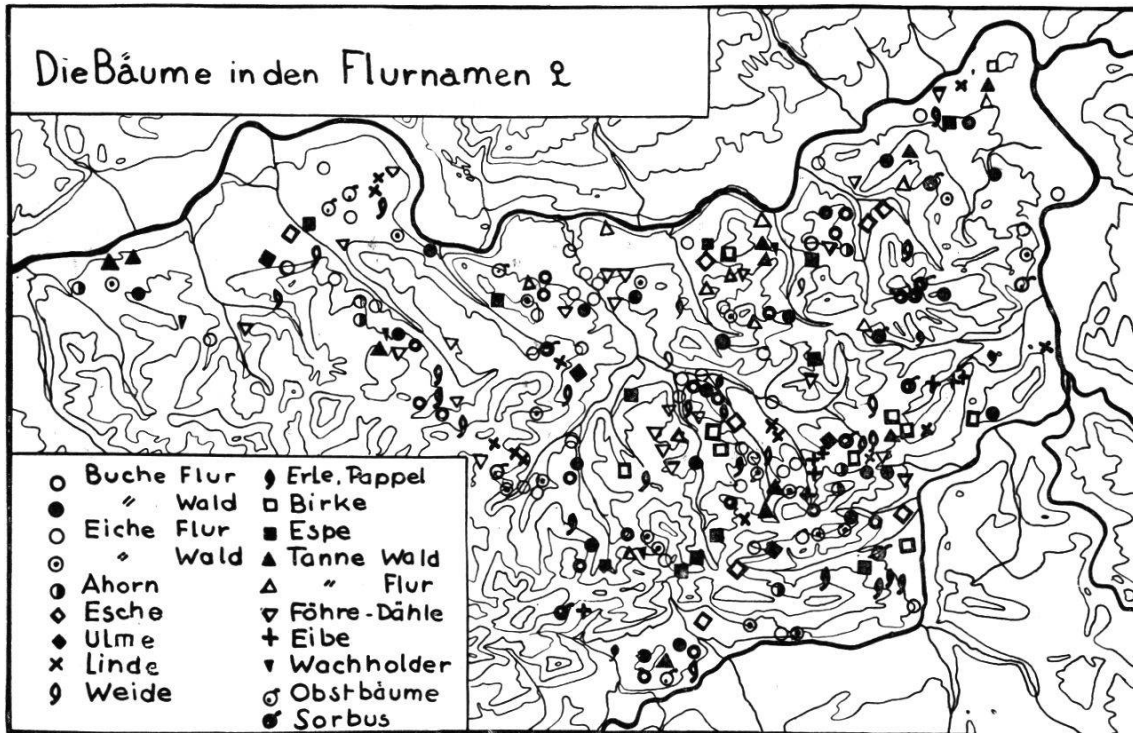 Die Bäume in den Flurnamen 2
Buche Flur
" Wald
Eiche Flur
" Wald
Ahorn
Esche
Ulme
Linde
Weide
Erle, Pappel
Birke
Espe
Tanne Wald
" Flur
Föhre-Dähle
Eibe
Wachholder
Obstbäume
Sorbus